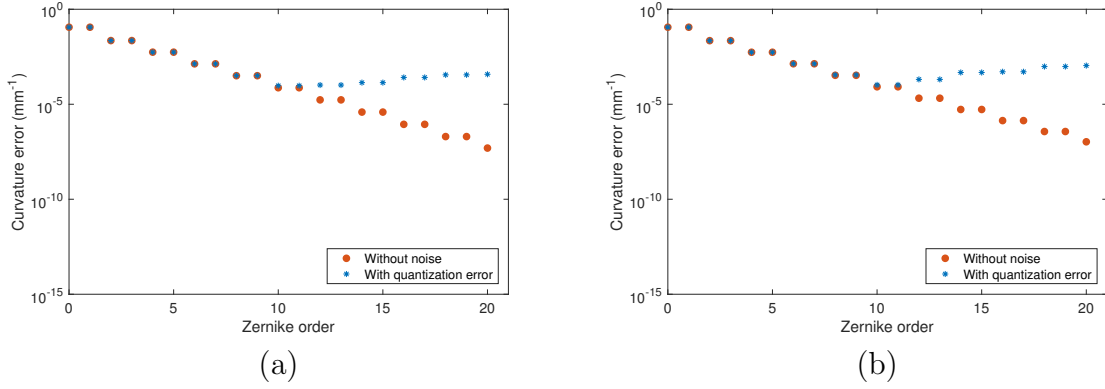 10^0
10^-5
10^-10
10^-15
Curvature error (mm^-1)
0 5 10 15 20
Zernike order
Without noise
With quantization error
(a)
10^0
10^-5
10^-10
10^-15
Curvature error (mm^-1)
0 5 10 15 20
Zernike order
Without noise
With quantization error
(b)